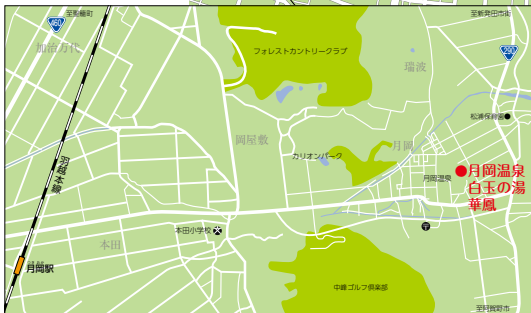 至聖籠町
460
加治万代
フォレストカントリークラブ
至新発田市街
290
瑞波
松浦保育園
岡屋敷
月岡
カリオンパーク
羽越本線
月岡温泉
月岡温泉
白玉の湯
華鳳
本田小学校
本田
月岡駅
中峰ゴルフ倶楽部
至阿賀野市